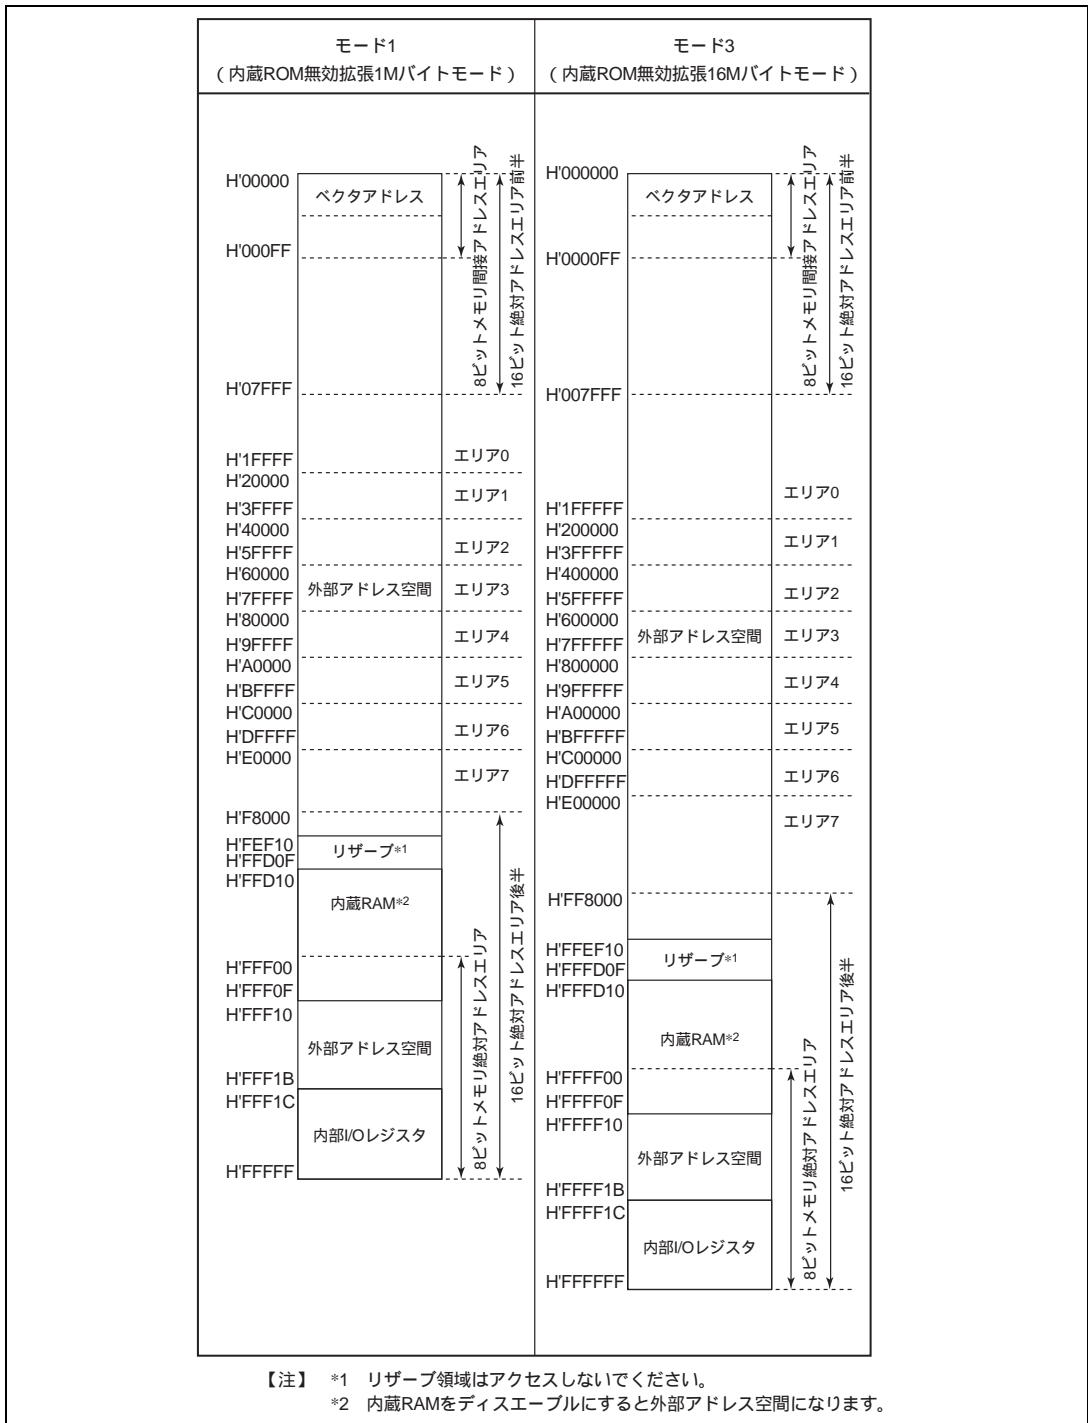 モード1
（内蔵ROM無効拡張1Mバイトモード）
H'00000
ベクタアドレス
H'000FF
H'07FFF
8ビットメモリ間接アドレスエリア
16ビット絶対アドレスエリア前半
H'1FFFF
エリア0
H'20000
エリア1
H'3FFFF
H'40000
エリア2
H'5FFFF
H'60000
外部アドレス空間
エリア3
H'7FFFF
H'80000
エリア4
H'9FFFF
H'A0000
エリア5
H'BFFFF
H'C0000
エリア6
H'DFFFF
H'E0000
エリア7
H'F8000
H'FEF10
リザーブ*1
H'FFD0F
H'FFD10
内蔵RAM*2
H'FFF00
H'FFF0F
H'FFF10
外部アドレス空間
H'FFF1B
H'FFF1C
内部I/Oレジスタ
H'FFFFF
8ビットメモリ絶対アドレスエリア
16ビット絶対アドレスエリア後半
モード3
（内蔵ROM無効拡張16Mバイトモード）
H'000000
ベクタアドレス
H'0000FF
H'007FFF
8ビットメモリ間接アドレスエリア
16ビット絶対アドレスエリア前半
エリア0
H'1FFFFF
H'200000
エリア1
H'3FFFFF
H'400000
エリア2
H'5FFFFF
H'600000
外部アドレス空間
エリア3
H'7FFFFF
H'800000
エリア4
H'9FFFFF
H'A00000
エリア5
H'BFFFFF
H'C00000
エリア6
H'DFFFFF
H'E00000
エリア7
H'FF8000
H'FFEF10
リザーブ*1
H'FFFD0F
H'FFFD10
内蔵RAM*2
H'FFFF00
H'FFFF0F
H'FFFF10
外部アドレス空間
H'FFFF1B
H'FFFF1C
内部I/Oレジスタ
H'FFFFFF
8ビットメモリ絶対アドレスエリア
16ビット絶対アドレスエリア後半
【注】 *1 リザーブ領域はアクセスしないでください。
*2 内蔵RAMをディスエーブルにすると外部アドレス空間になります。